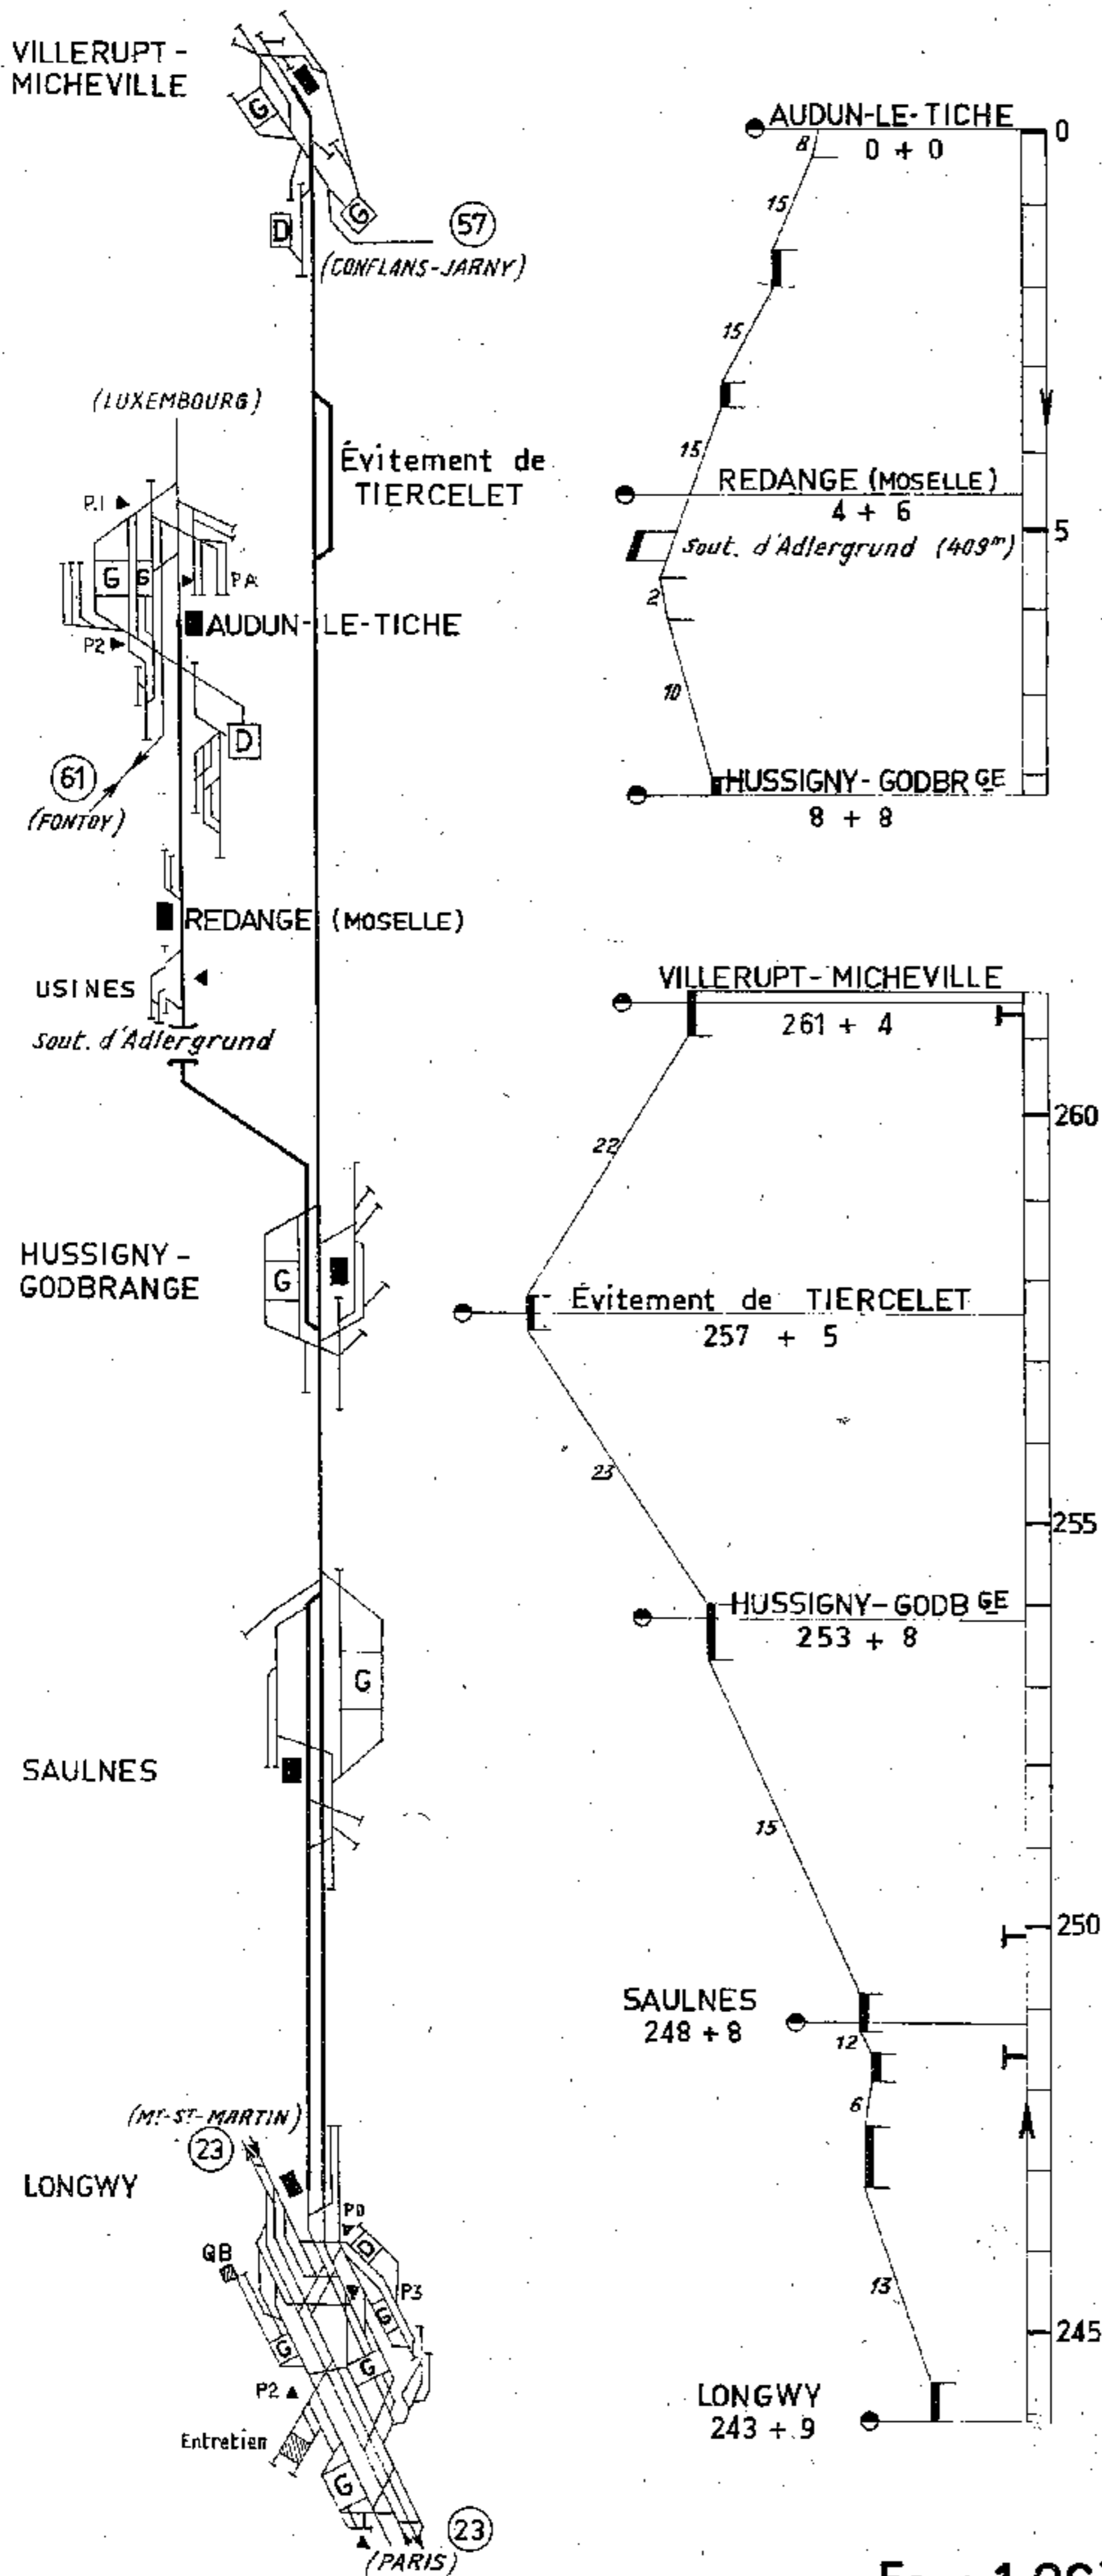 VILLERUPT-
MICHEVILLE
G
D
G
57
(CONFLANS-JARNY)
(LUXEMBOURG)
Évitement de
TIERCELET
P.1
G
G
PA
AUDUN-LE-TICHE
P2
D
61
(FONTOY)
REDANGE (MOSELLE)
USINES
Sout. d'Adlergrund
HUSSIGNY-
GODBRANGE
G
G
SAULNES
(MT-ST-MARTIN)
23
LONGWY
PD
D
P3
G
G
G
P2
Entretien
G
23
(PARIS)
AUDUN-LE-TICHE
0 + 0
0
8
15
15
15
REDANGE (MOSELLE)
4 + 6
5
Sout. d'Adlergrund (409m)
2
10
HUSSIGNY-GODBRGE
8 + 8
VILLERUPT-MICHEVILLE
261 + 4
260
22
Évitement de TIERCELET
257 + 5
23
255
HUSSIGNY-GODBGE
253 + 8
15
250
SAULNES
248 + 8
12
6
13
245
LONGWY
243 + 9